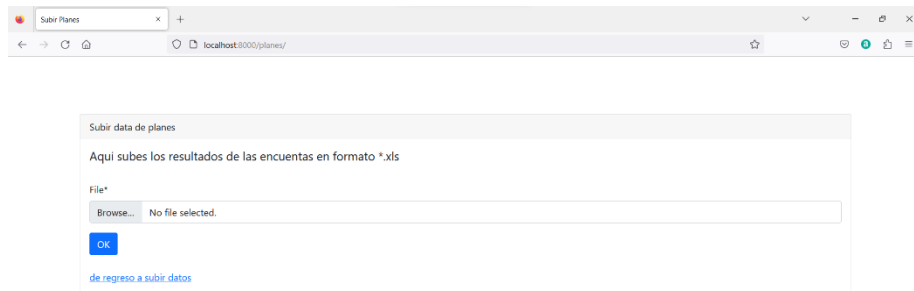 Subir Planes
localhost:8000/planes/
Subir data de planes
Aqui subes los resultados de las encuentas en formato *.xls
File*
Browse... No file selected.
OK
de regreso a subir datos